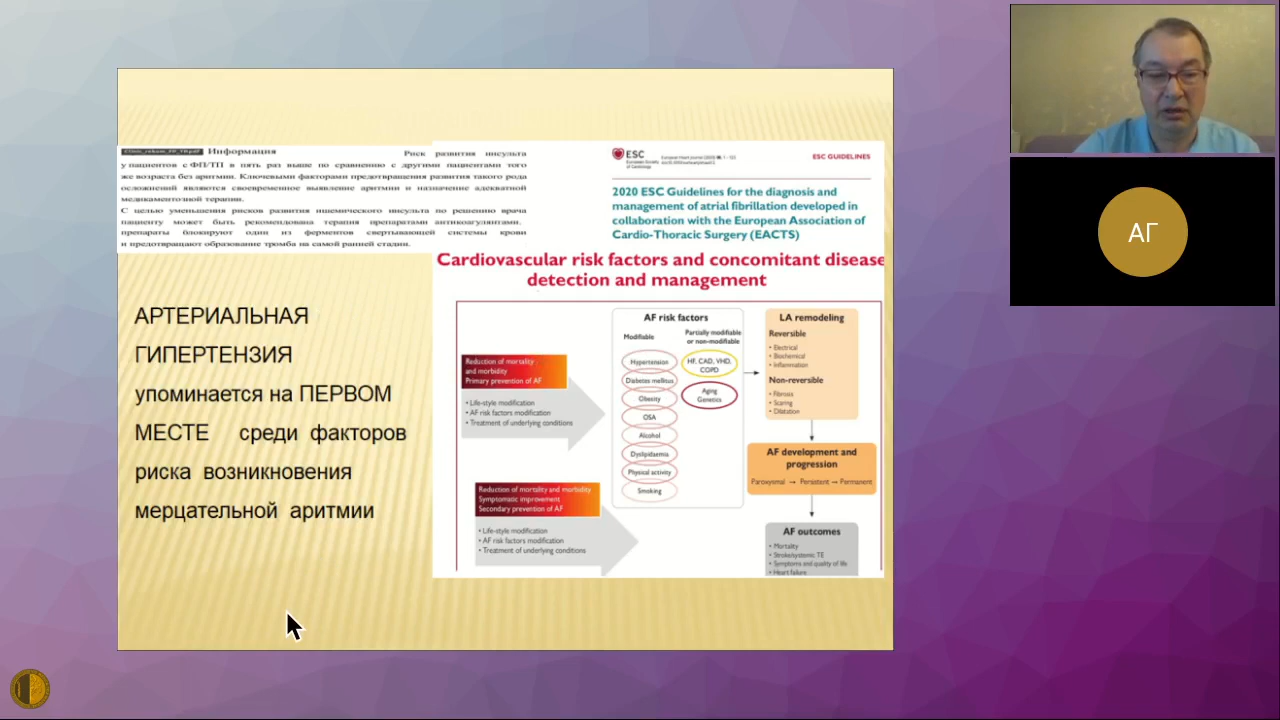 Clinic_rekom_FP_TP.pdf Информация
Риск развития инсульта
у пациентов с ФП/ТП в пять раз выше по сравнению с другими пациентами того
же возраста без аритмии. Ключевыми факторами предотвращения развития такого рода
осложнений являются своевременное выявление аритмии и назначение адекватной
медикаментозной терапии.
С целью уменьшения рисков развития ишемического инсульта по решению врача
пациенту может быть рекомендована терапия препаратами антикоагулянтами.
препараты блокируют один из ферментов свертывающей системы крови
и предотвращают образование тромба на самой ранней стадии.
АРТЕРИАЛЬНАЯ
ГИПЕРТЕНЗИЯ
упоминается на ПЕРВОМ
МЕСТЕ среди факторов
риска возникновения
мерцательной аритмии
ESC
European Society
of Cardiology
European Heart Journal (2020)
ESC GUIDELINES
2020 ESC Guidelines for the diagnosis and
management of atrial fibrillation developed in
collaboration with the European Association of
Cardio-Thoracic Surgery (EACTS)
Cardiovascular risk factors and concomitant disease
detection and management
Reduction of mortality
and morbidity
Primary prevention of AF
• Life-style modification
• AF risk factors modification
• Treatment of underlying conditions
Reduction of mortality and morbidity
Symptomatic improvement
Secondary prevention of AF
• Life-style modification
• AF risk factors modification
• Treatment of underlying conditions
AF risk factors
Modifiable
Hypertension
Diabetes mellitus
Obesity
OSA
Alcohol
Dyslipidaemia
Physical activity
Smoking
Partially modifiable
or non-modifiable
HF, CAD, VHD,
COPD
Aging
Genetics
LA remodeling
Reversible
• Electrical
• Biochemical
• Inflammation
Non-reversible
• Fibrosis
• Scaring
• Dilatation
AF development and
progression
Paroxysmal → Persistent → Permanent
AF outcomes
• Mortality
• Stroke/systemic TE
• Symptoms and quality of life
• Heart failure
АГ